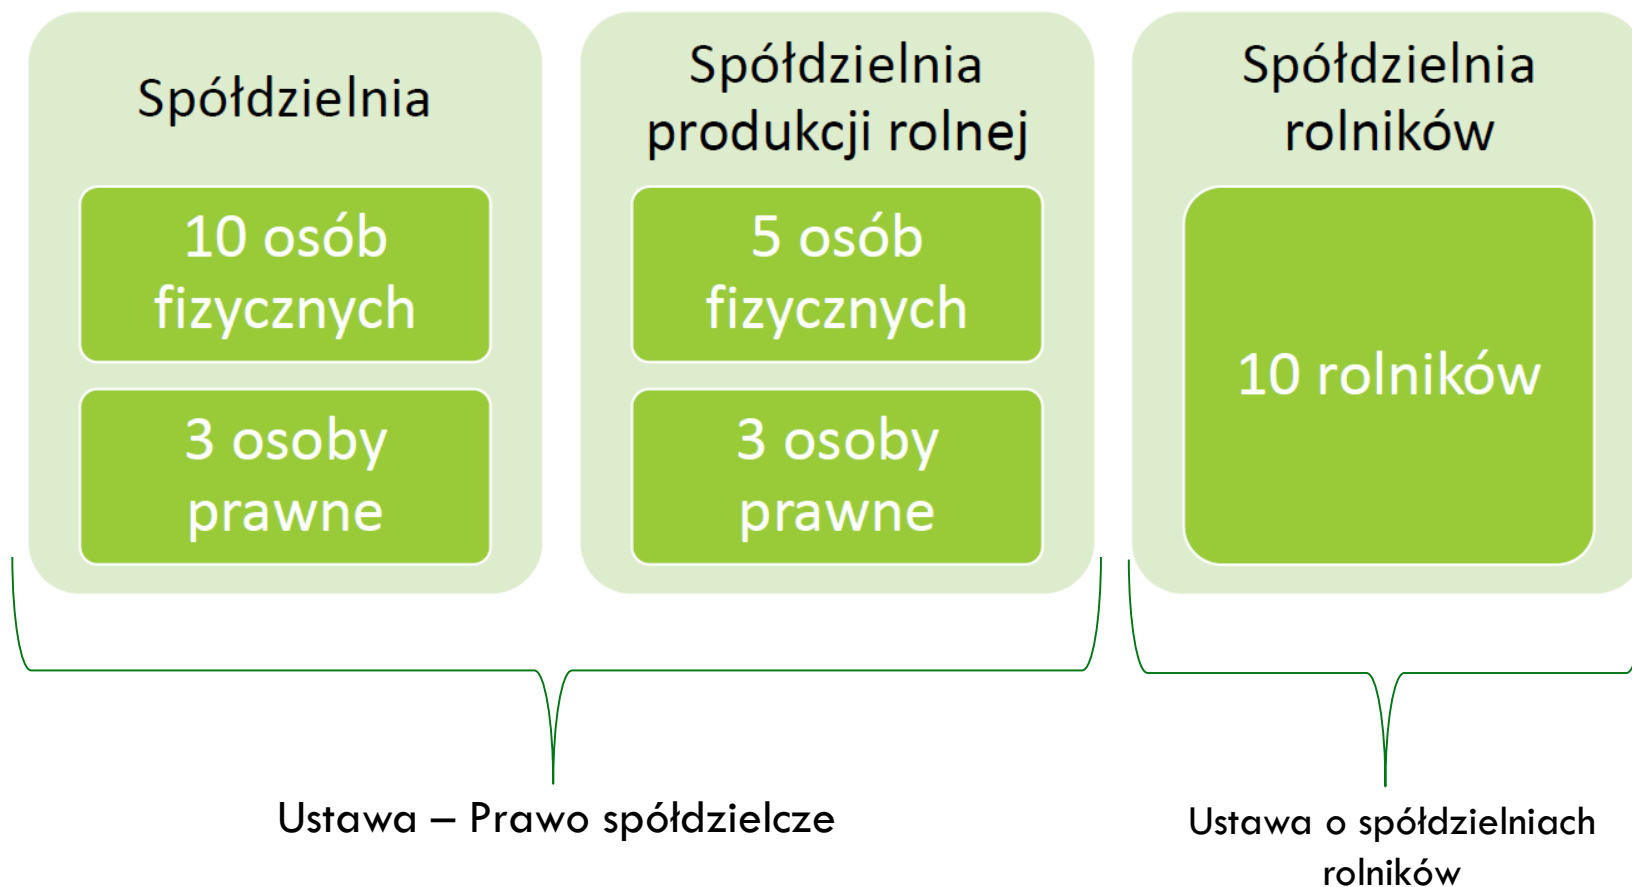 Spółdzielnia
10 osób
fizycznych
3 osoby
prawne
Spółdzielnia
produkcji rolnej
5 osób
fizycznych
3 osoby
prawne
Spółdzielnia
rolników
10 rolników
Ustawa – Prawo spółdzielcze
Ustawa o spółdzielniach
rolników